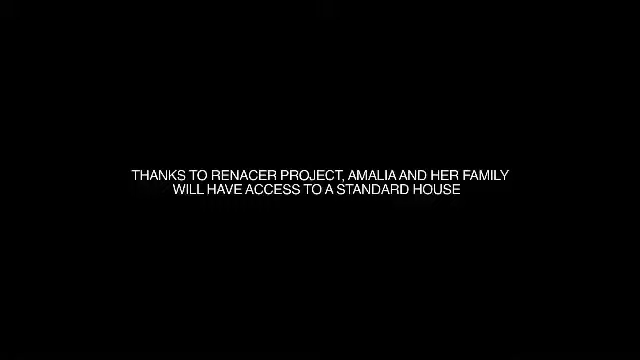 THANKS TO RENACER PROJECT, AMALIA AND HER FAMILY
WILL HAVE ACCESS TO A STANDARD HOUSE